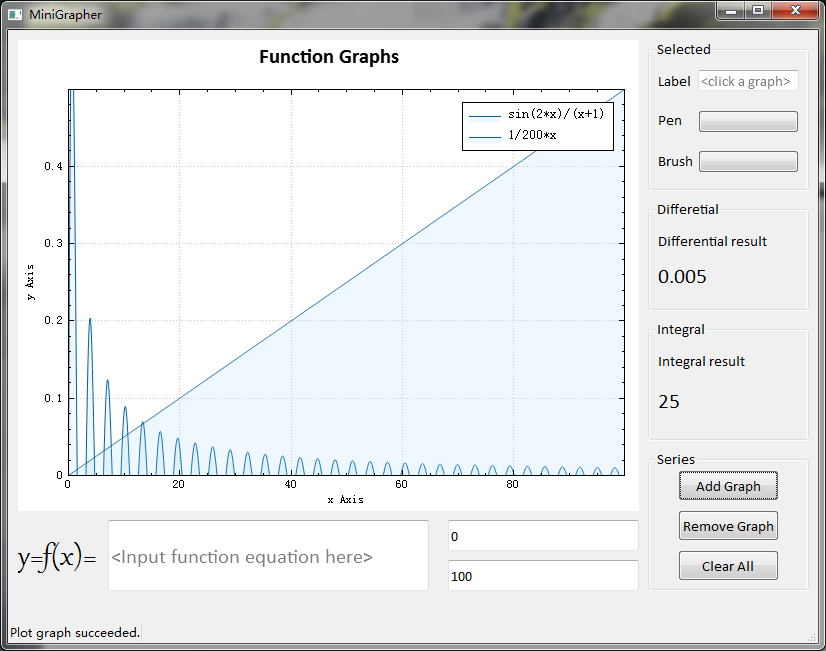 MiniGrapher
Function Graphs
sin(2*x)/(x+1)
1/200*x
0.4
0.3
0.2
0.1
0
y Axis
0
20
40
60
80
x Axis
y=f(x)=
<Input function equation here>
0
100
Selected
Label <click a graph>
Pen
Brush
Differetial
Differential result
0.005
Integral
Integral result
25
Series
Add Graph
Remove Graph
Clear All
Plot graph succeeded.